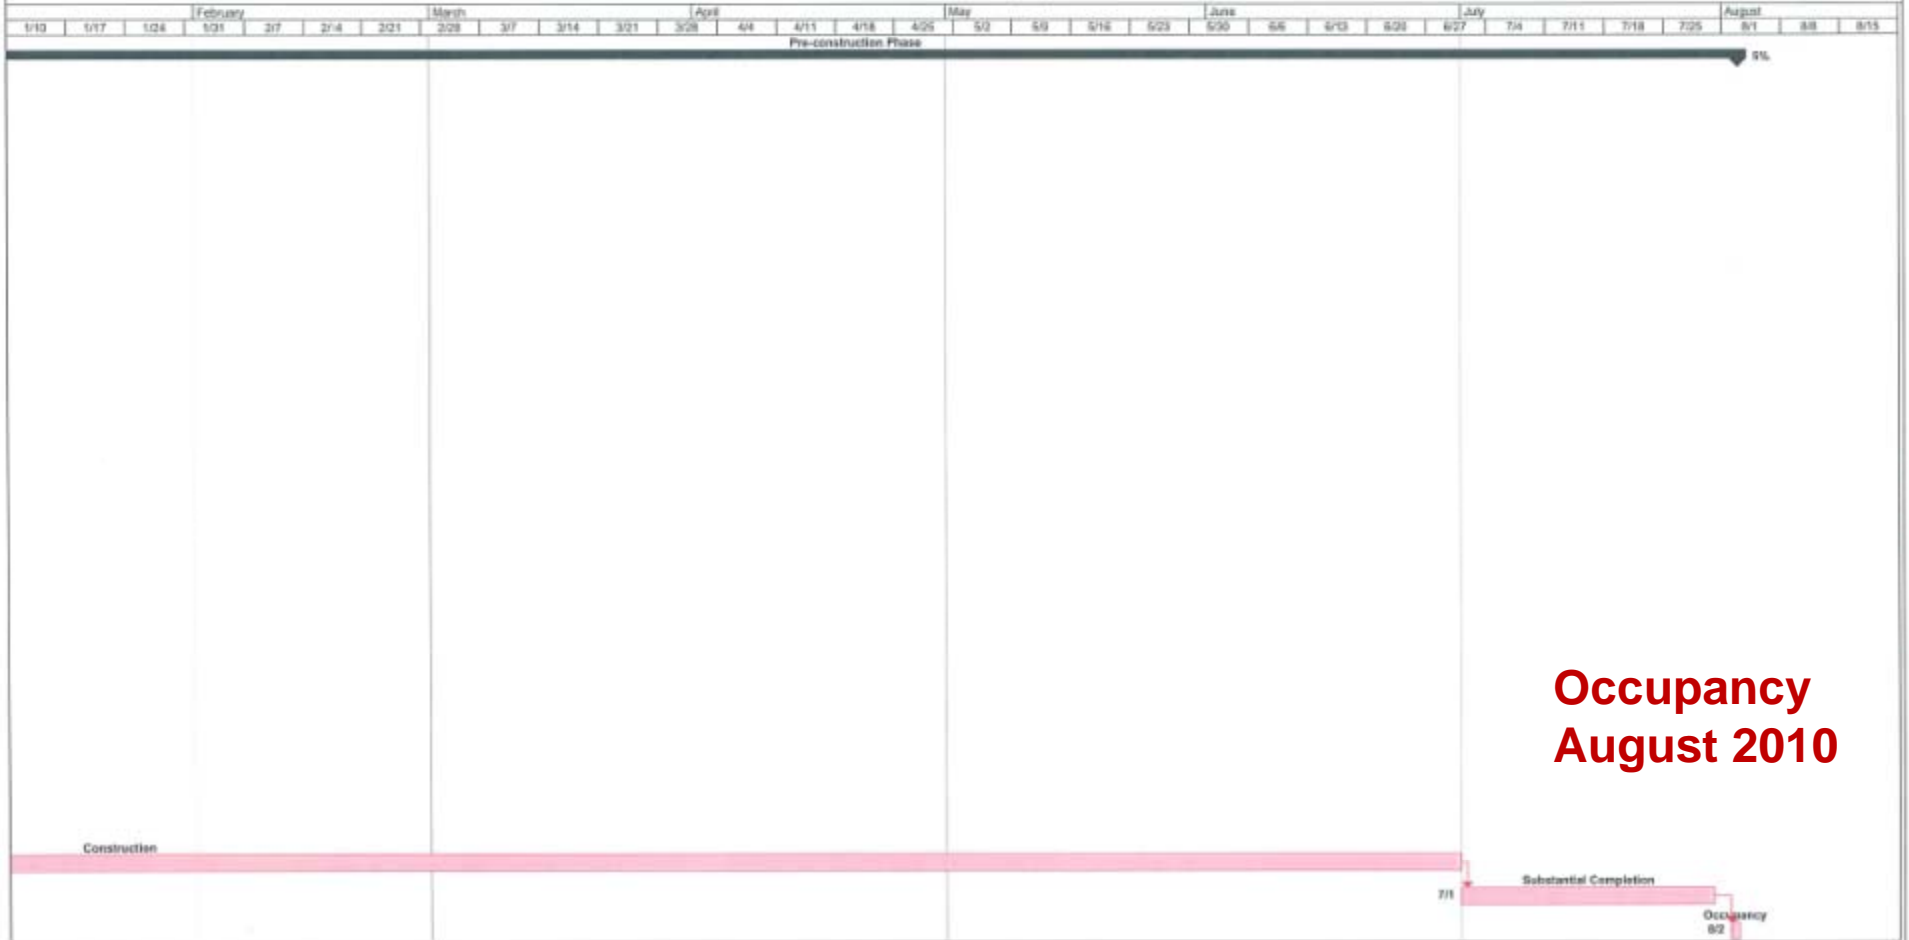 February March April May June July August
1/10 1/17 1/24 1/31 2/7 2/14 2/21 2/28 3/7 3/14 3/21 3/28 4/4 4/11 4/18 4/25 5/2 5/9 5/16 5/23 5/30 6/6 6/13 6/20 6/27 7/4 7/11 7/18 7/25 8/1 8/8 8/15
Pre-construction Phase
5%
Occupancy
August 2010
Construction
Substantial Completion
7/1
Occupancy
8/2